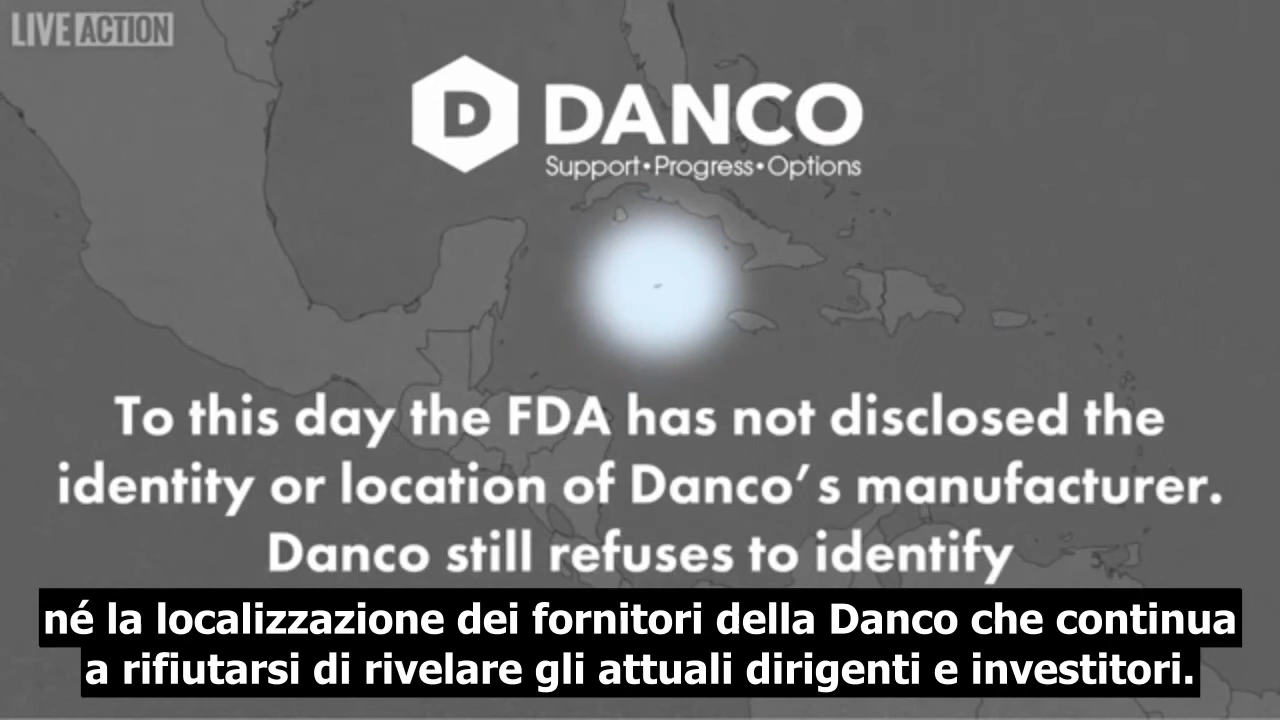 LIVE ACTION
D DANCO
Support•Progress•Options
To this day the FDA has not disclosed the
identity or location of Danco's manufacturer.
Danco still refuses to identify
né la localizzazione dei fornitori della Danco che continua
a rifiutarsi di rivelare gli attuali dirigenti e investitori.